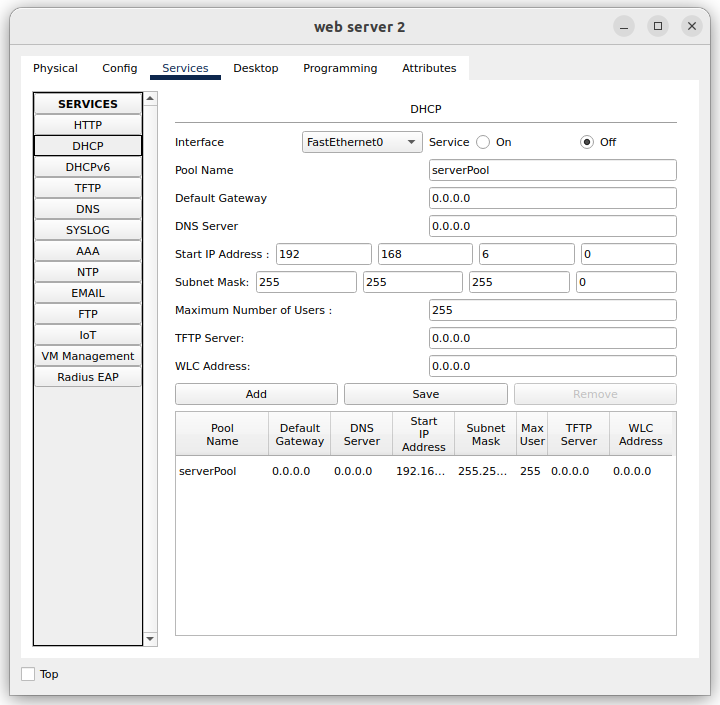 web server 2
Physical Config Services Desktop Programming Attributes
SERVICES
HTTP
DHCP
DHCPv6
TFTP
DNS
SYSLOG
AAA
NTP
EMAIL
FTP
IoT
VM Management
Radius EAP
DHCP
Interface FastEthernet0 Service On Off
Pool Name serverPool
Default Gateway 0.0.0.0
DNS Server 0.0.0.0
Start IP Address : 192 168 6 0
Subnet Mask: 255 255 255 0
Maximum Number of Users : 255
TFTP Server: 0.0.0.0
WLC Address: 0.0.0.0
Add Save Remove
Pool Name Default Gateway DNS Server Start IP Address Subnet Mask Max User TFTP Server WLC Address
serverPool 0.0.0.0 0.0.0.0 192.16... 255.25... 255 0.0.0.0 0.0.0.0
Top